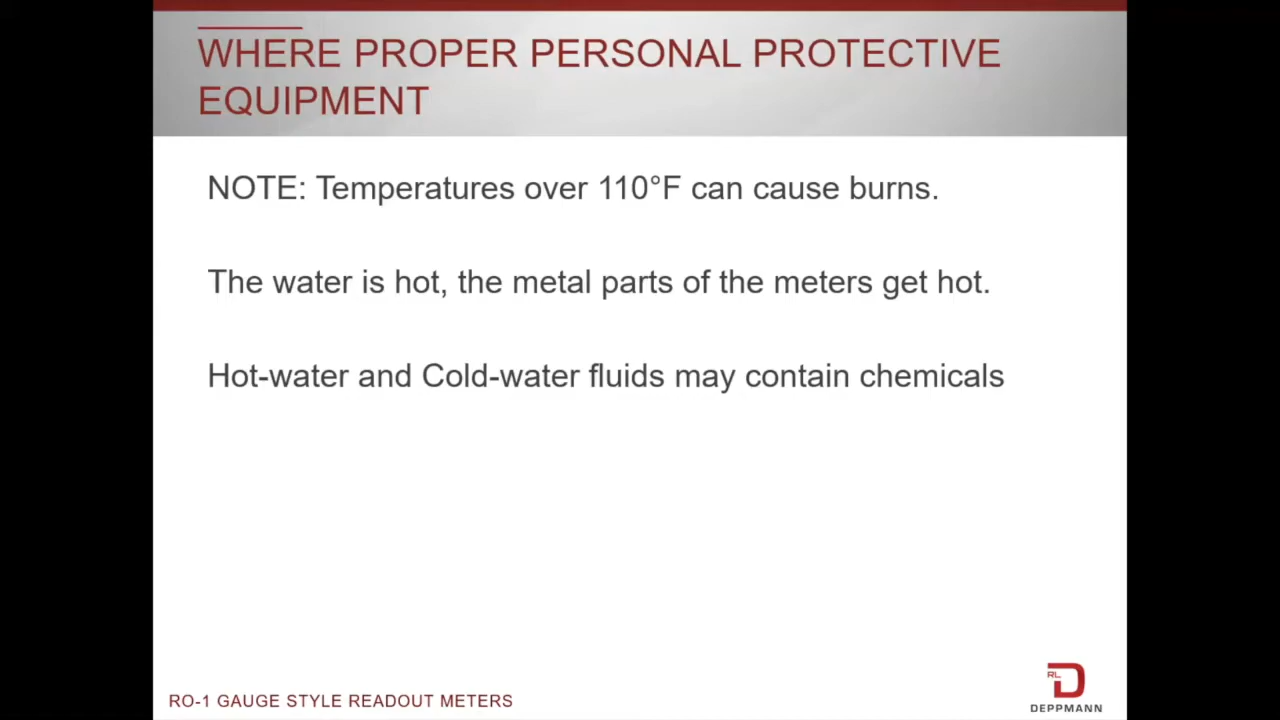 WHERE PROPER PERSONAL PROTECTIVE
EQUIPMENT
NOTE: Temperatures over 110°F can cause burns.
The water is hot, the metal parts of the meters get hot.
Hot-water and Cold-water fluids may contain chemicals
RO-1 GAUGE STYLE READOUT METERS
RL D
DEPPMANN